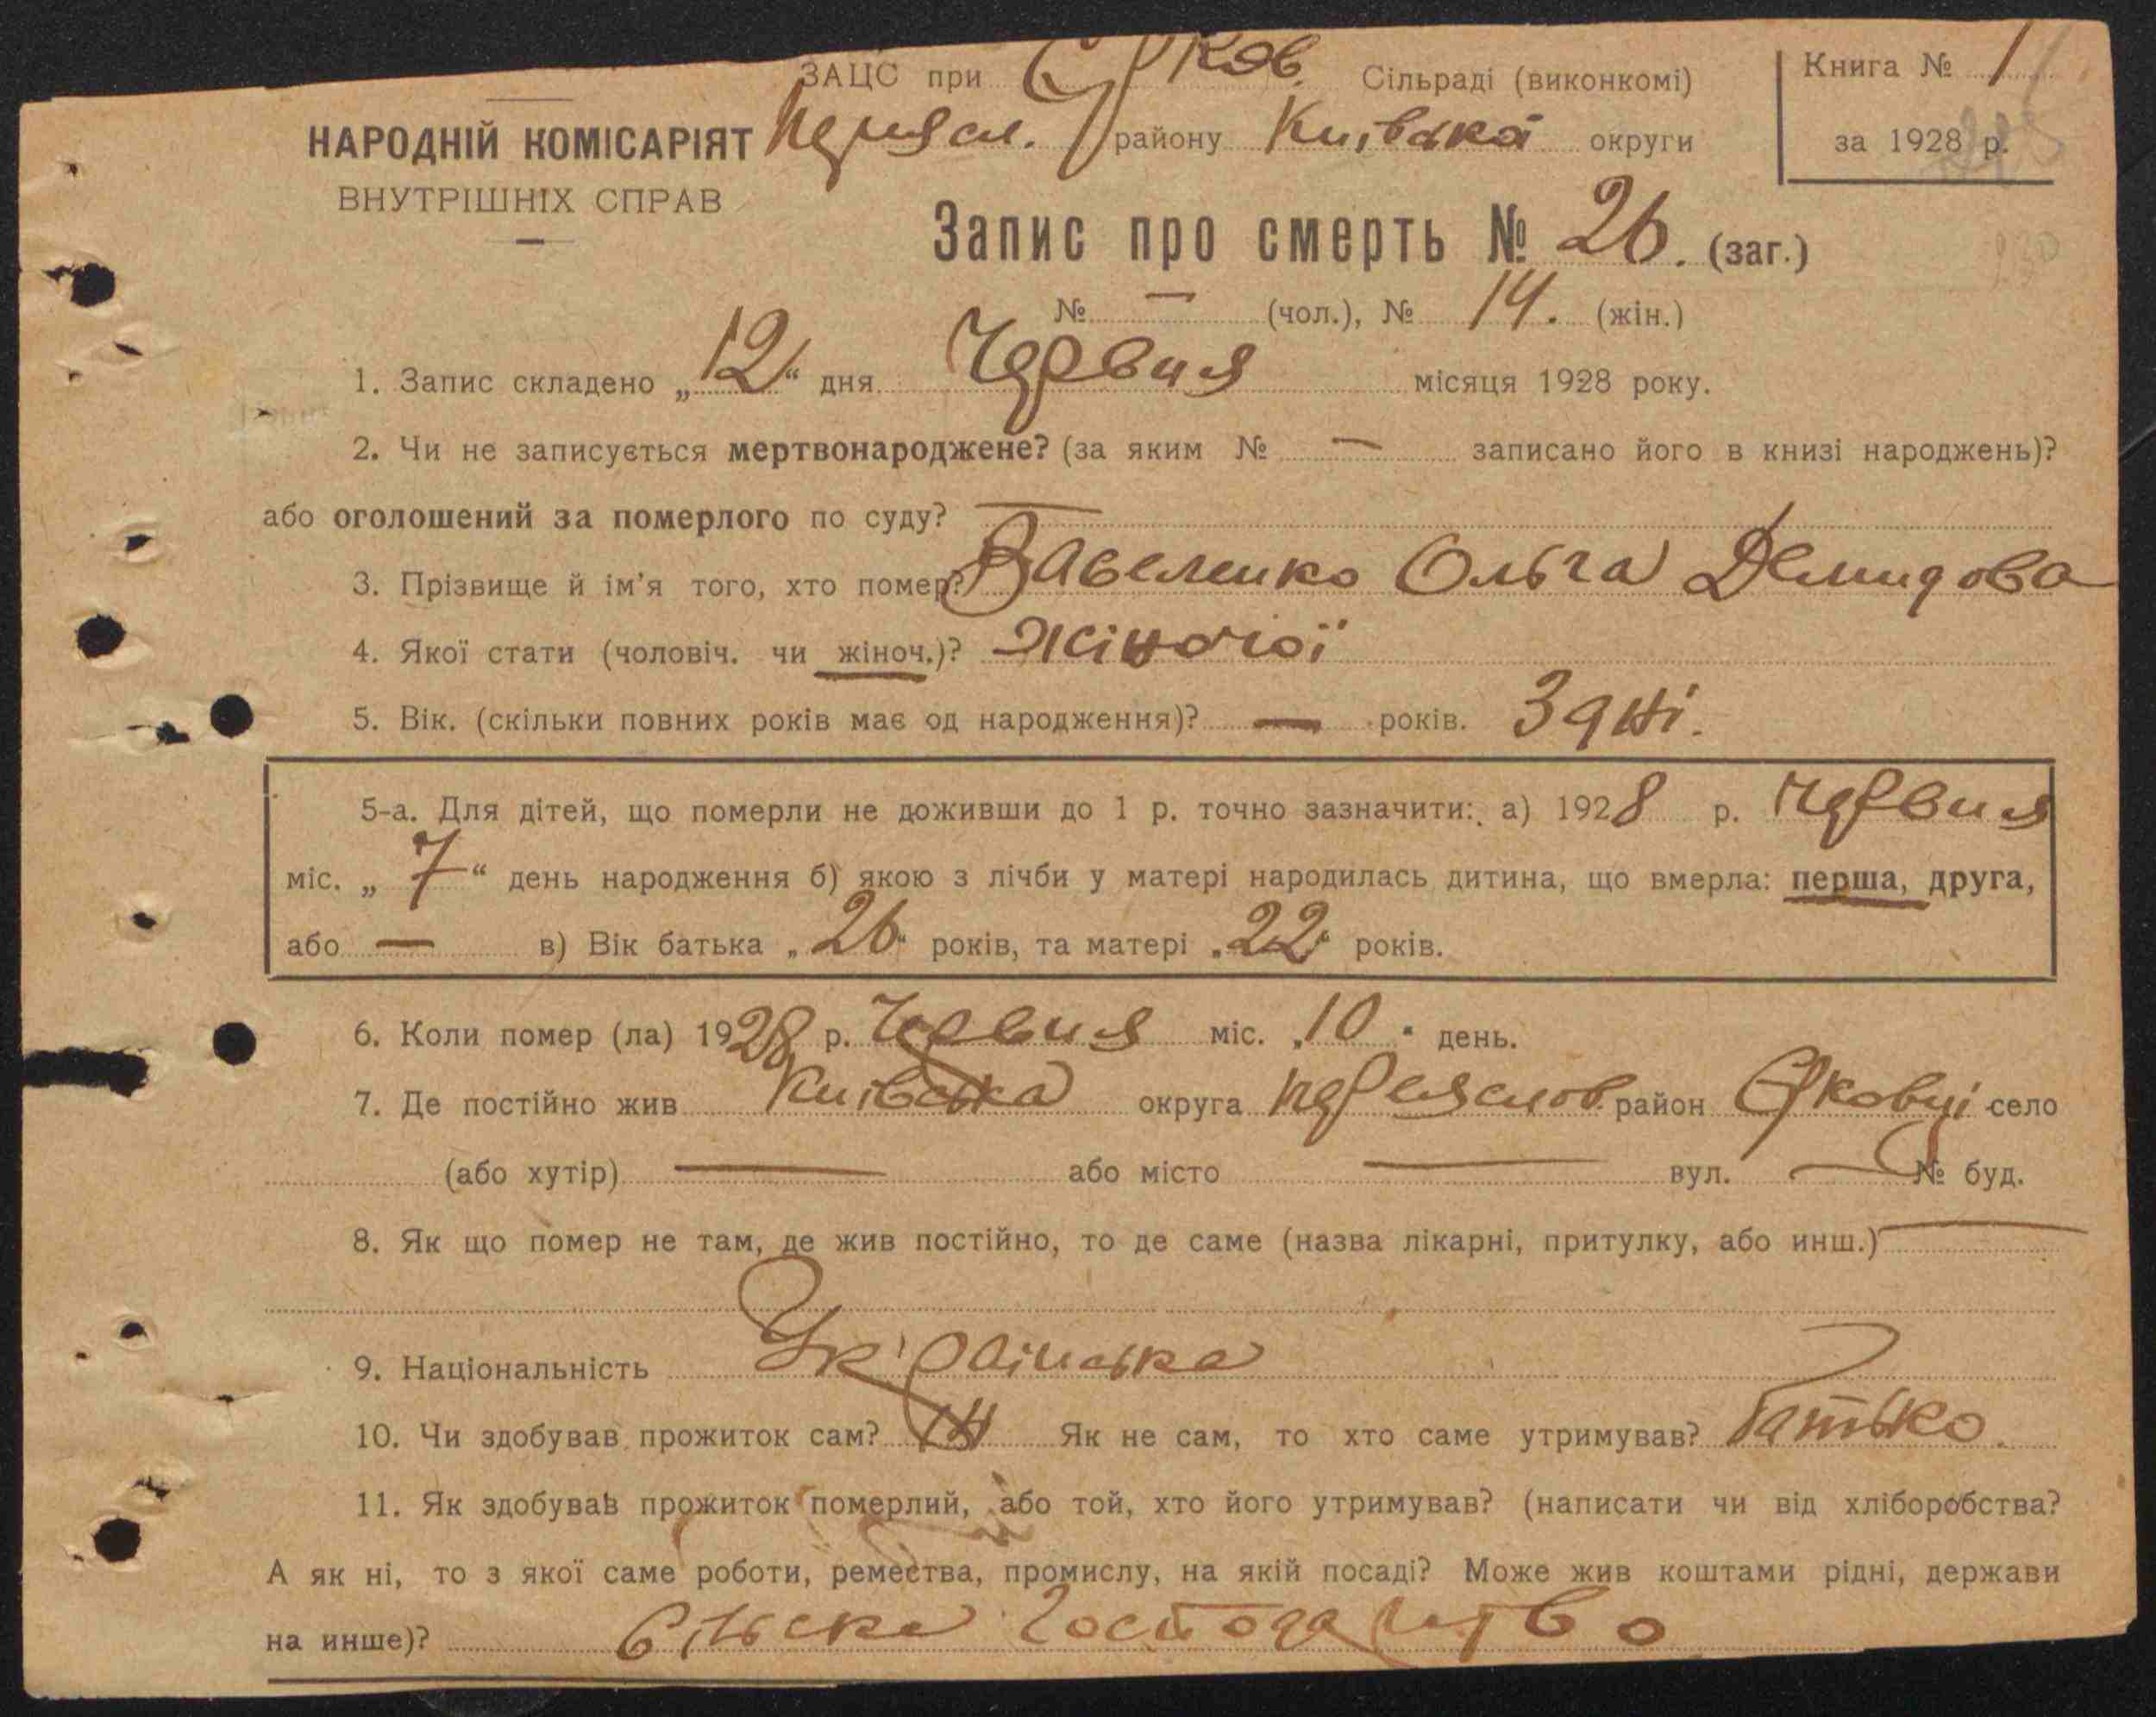 ЗАЦС при Єрков. Сільраді (виконкомі)
Книга № 1
НАРОДНІЙ КОМІСАРІЯТ
ВНУТРІШНІХ СПРАВ
Переясл. району Київська округи
за 1928 р.
Запис про смерть № 26. (заг.)
№ — (чол.), № 14. (жін.)
1. Запис складено „12“ дня Червня місяця 1928 року.
2. Чи не записується мертвонароджене? (за яким № — записано його в книзі народжень)?
або оголошений за померлого по суду? —
3. Прізвище й ім'я того, хто помер? Ольга Демидова
4. Якої стати (чоловіч. чи жіноч.)? Жіночої
5. Вік. (скільки повних років має од народження)? — років. 3 дні.
5-а. Для дітей, що померли не доживши до 1 р. точно зазначити: а) 1928 р. Червня
міс. „7“ день народження б) якою з лічби у матері народилась дитина, що вмерла: перша, друга,
або — в) Вік батька „26“ років, та матері „22“ років.
6. Коли помер (ла) 1928 р. Червня міс. „10“ день.
7. Де постійно жив Київська округа Переяслов. район Єрковці село
(або хутір) — або місто — вул. — № буд.
8. Як що помер не там, де жив постійно, то де саме (назва лікарні, притулку, або инш.) —
9. Національність Українська
10. Чи здобував прожиток сам? Ні Як не сам, то хто саме утримував? Батько.
11. Як здобував прожиток померлий, або той, хто його утримував? (написати чи від хліборобства?
А як ні, то з якої саме роботи, ремества, промислу, на якій посаді? Може жив коштами рідні, держави
на инше)? Сільске господарство